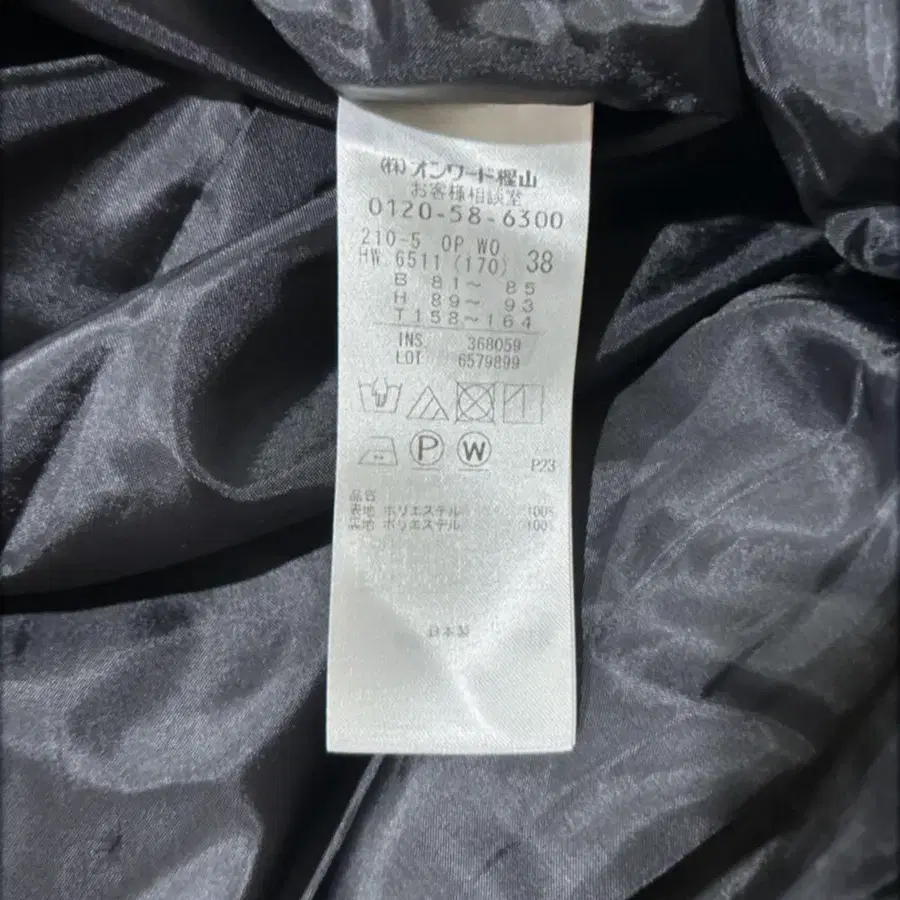 (株)オンワード樫山
お客様相談室
0120-58-6300
210-5 OP WO
HW 6511 (170) 38
B 81～ 85
H 89～ 93
T158～164
INS. 368059
LOT 6579899
P W
P23
品名
表地 ポリエステル 100%
裏地 ポリエステル 100%
日本製